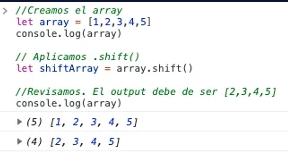 > //Creamos el array
let array = [1,2,3,4,5]
console.log(array)
// Aplicamos .shift()
let shiftArray = array.shift()
//Revisamos. El output debe de ser [2,3,4,5]
console.log(array)
▶ (5) [1, 2, 3, 4, 5]
▶ (4) [2, 3, 4, 5]